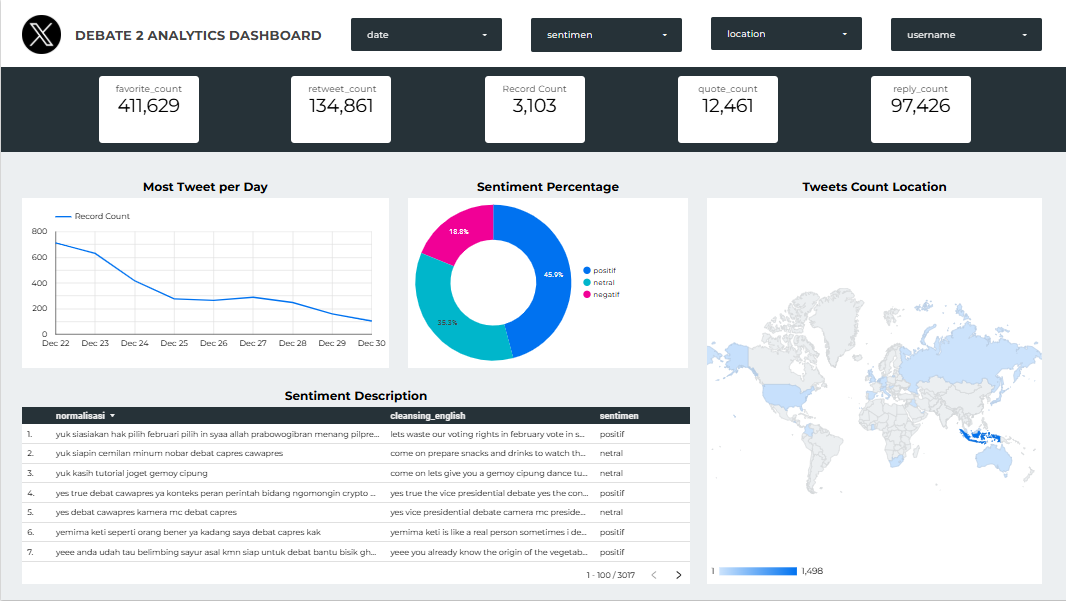 DEBATE 2 ANALYTICS DASHBOARD
date
sentimen
location
username
favorite_count
411,629
retweet_count
134,861
Record Count
3,103
quote_count
12,461
reply_count
97,426
Most Tweet per Day
Record Count
800
600
400
200
0
Dec 22 Dec 23 Dec 24 Dec 25 Dec 26 Dec 27 Dec 28 Dec 29 Dec 30
Sentiment Percentage
18.8%
45.9%
35.3%
positif
netral
negatif
Tweets Count Location
1 1,498
Sentiment Description
normalisasi cleansing_english sentimen
1. yuk siasiakan hak pilih februari pilih in syaa allah prabowogibran menang pilpre... lets waste our voting rights in february vote in s... positif
2. yuk siapin cemilan minum nobar debat capres cawapres come on prepare snacks and drinks to watch th... netral
3. yuk kasih tutorial joget gemoy cipung come on lets give you a gemoy cipung dance tu... netral
4. yes true debat cawapres ya konteks peran perintah bidang ngomongin crypto ... yes true the vice presidential debate yes the con... positif
5. yes debat cawapres kamera mc debat capres yes vice presidential debate camera mc preside... netral
6. yemima keti seperti orang bener ya kadang saya debat capres kak yemima keti is like a real person sometimes i de... positif
7. yeee anda udah tau belimbing sayur asal kmn siap untuk debat bantu bisik gh... yeee you already know the origin of the vegetab... positif
1 - 100 / 3017